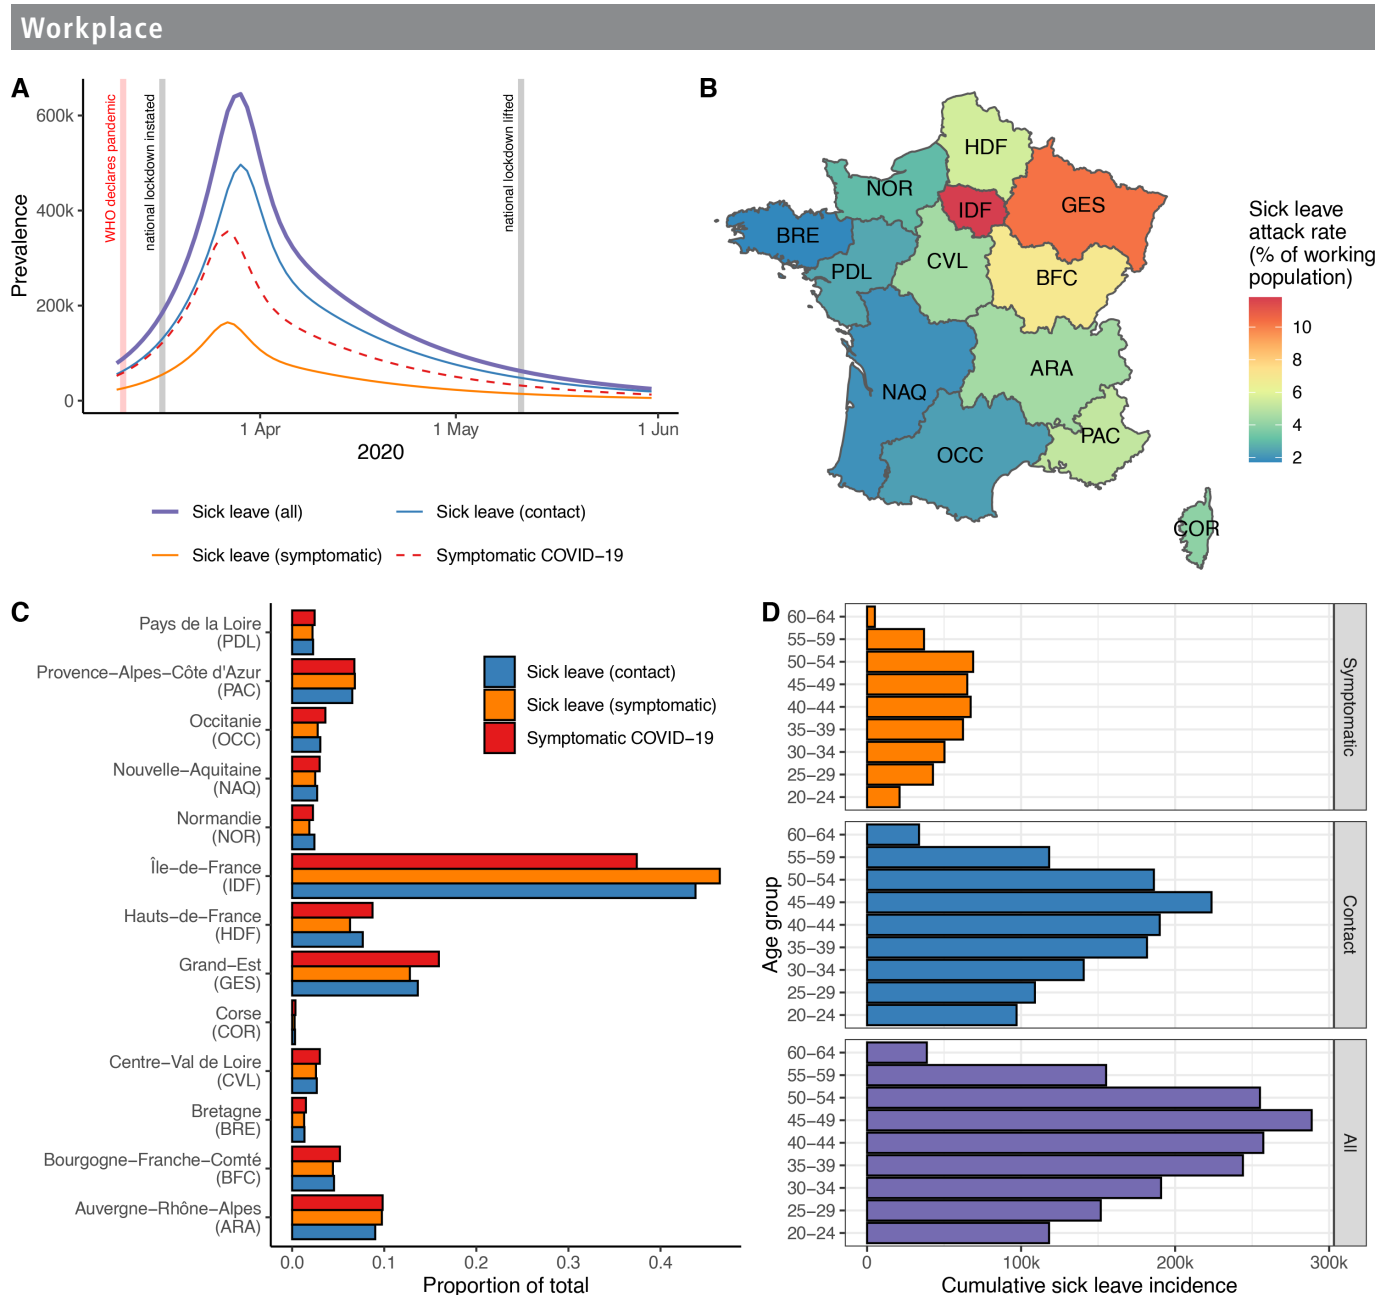 Workplace
A
600k
400k
200k
0
Prevalence
WHO declares pandemic
national lockdown instated
national lockdown lifted
1 Apr
1 May
1 Jun
2020
Sick leave (all)
Sick leave (contact)
Sick leave (symptomatic)
Symptomatic COVID−19
B
HDF
NOR
IDF
GES
BRE
PDL
CVL
BFC
ARA
NAQ
PAC
OCC
COR
Sick leave
attack rate
(% of working
population)
10
8
6
4
2
C
Pays de la Loire
(PDL)
Provence−Alpes−Côte d'Azur
(PAC)
Occitanie
(OCC)
Nouvelle−Aquitaine
(NAQ)
Normandie
(NOR)
Île−de−France
(IDF)
Hauts−de−France
(HDF)
Grand−Est
(GES)
Corse
(COR)
Centre−Val de Loire
(CVL)
Bretagne
(BRE)
Bourgogne−Franche−Comté
(BFC)
Auvergne−Rhône−Alpes
(ARA)
Sick leave (contact)
Sick leave (symptomatic)
Symptomatic COVID−19
0.0
0.1
0.2
0.3
0.4
Proportion of total
D
Age group
60−64
55−59
50−54
45−49
40−44
35−39
30−34
25−29
20−24
Symptomatic
60−64
55−59
50−54
45−49
40−44
35−39
30−34
25−29
20−24
Contact
60−64
55−59
50−54
45−49
40−44
35−39
30−34
25−29
20−24
All
0
100k
200k
300k
Cumulative sick leave incidence